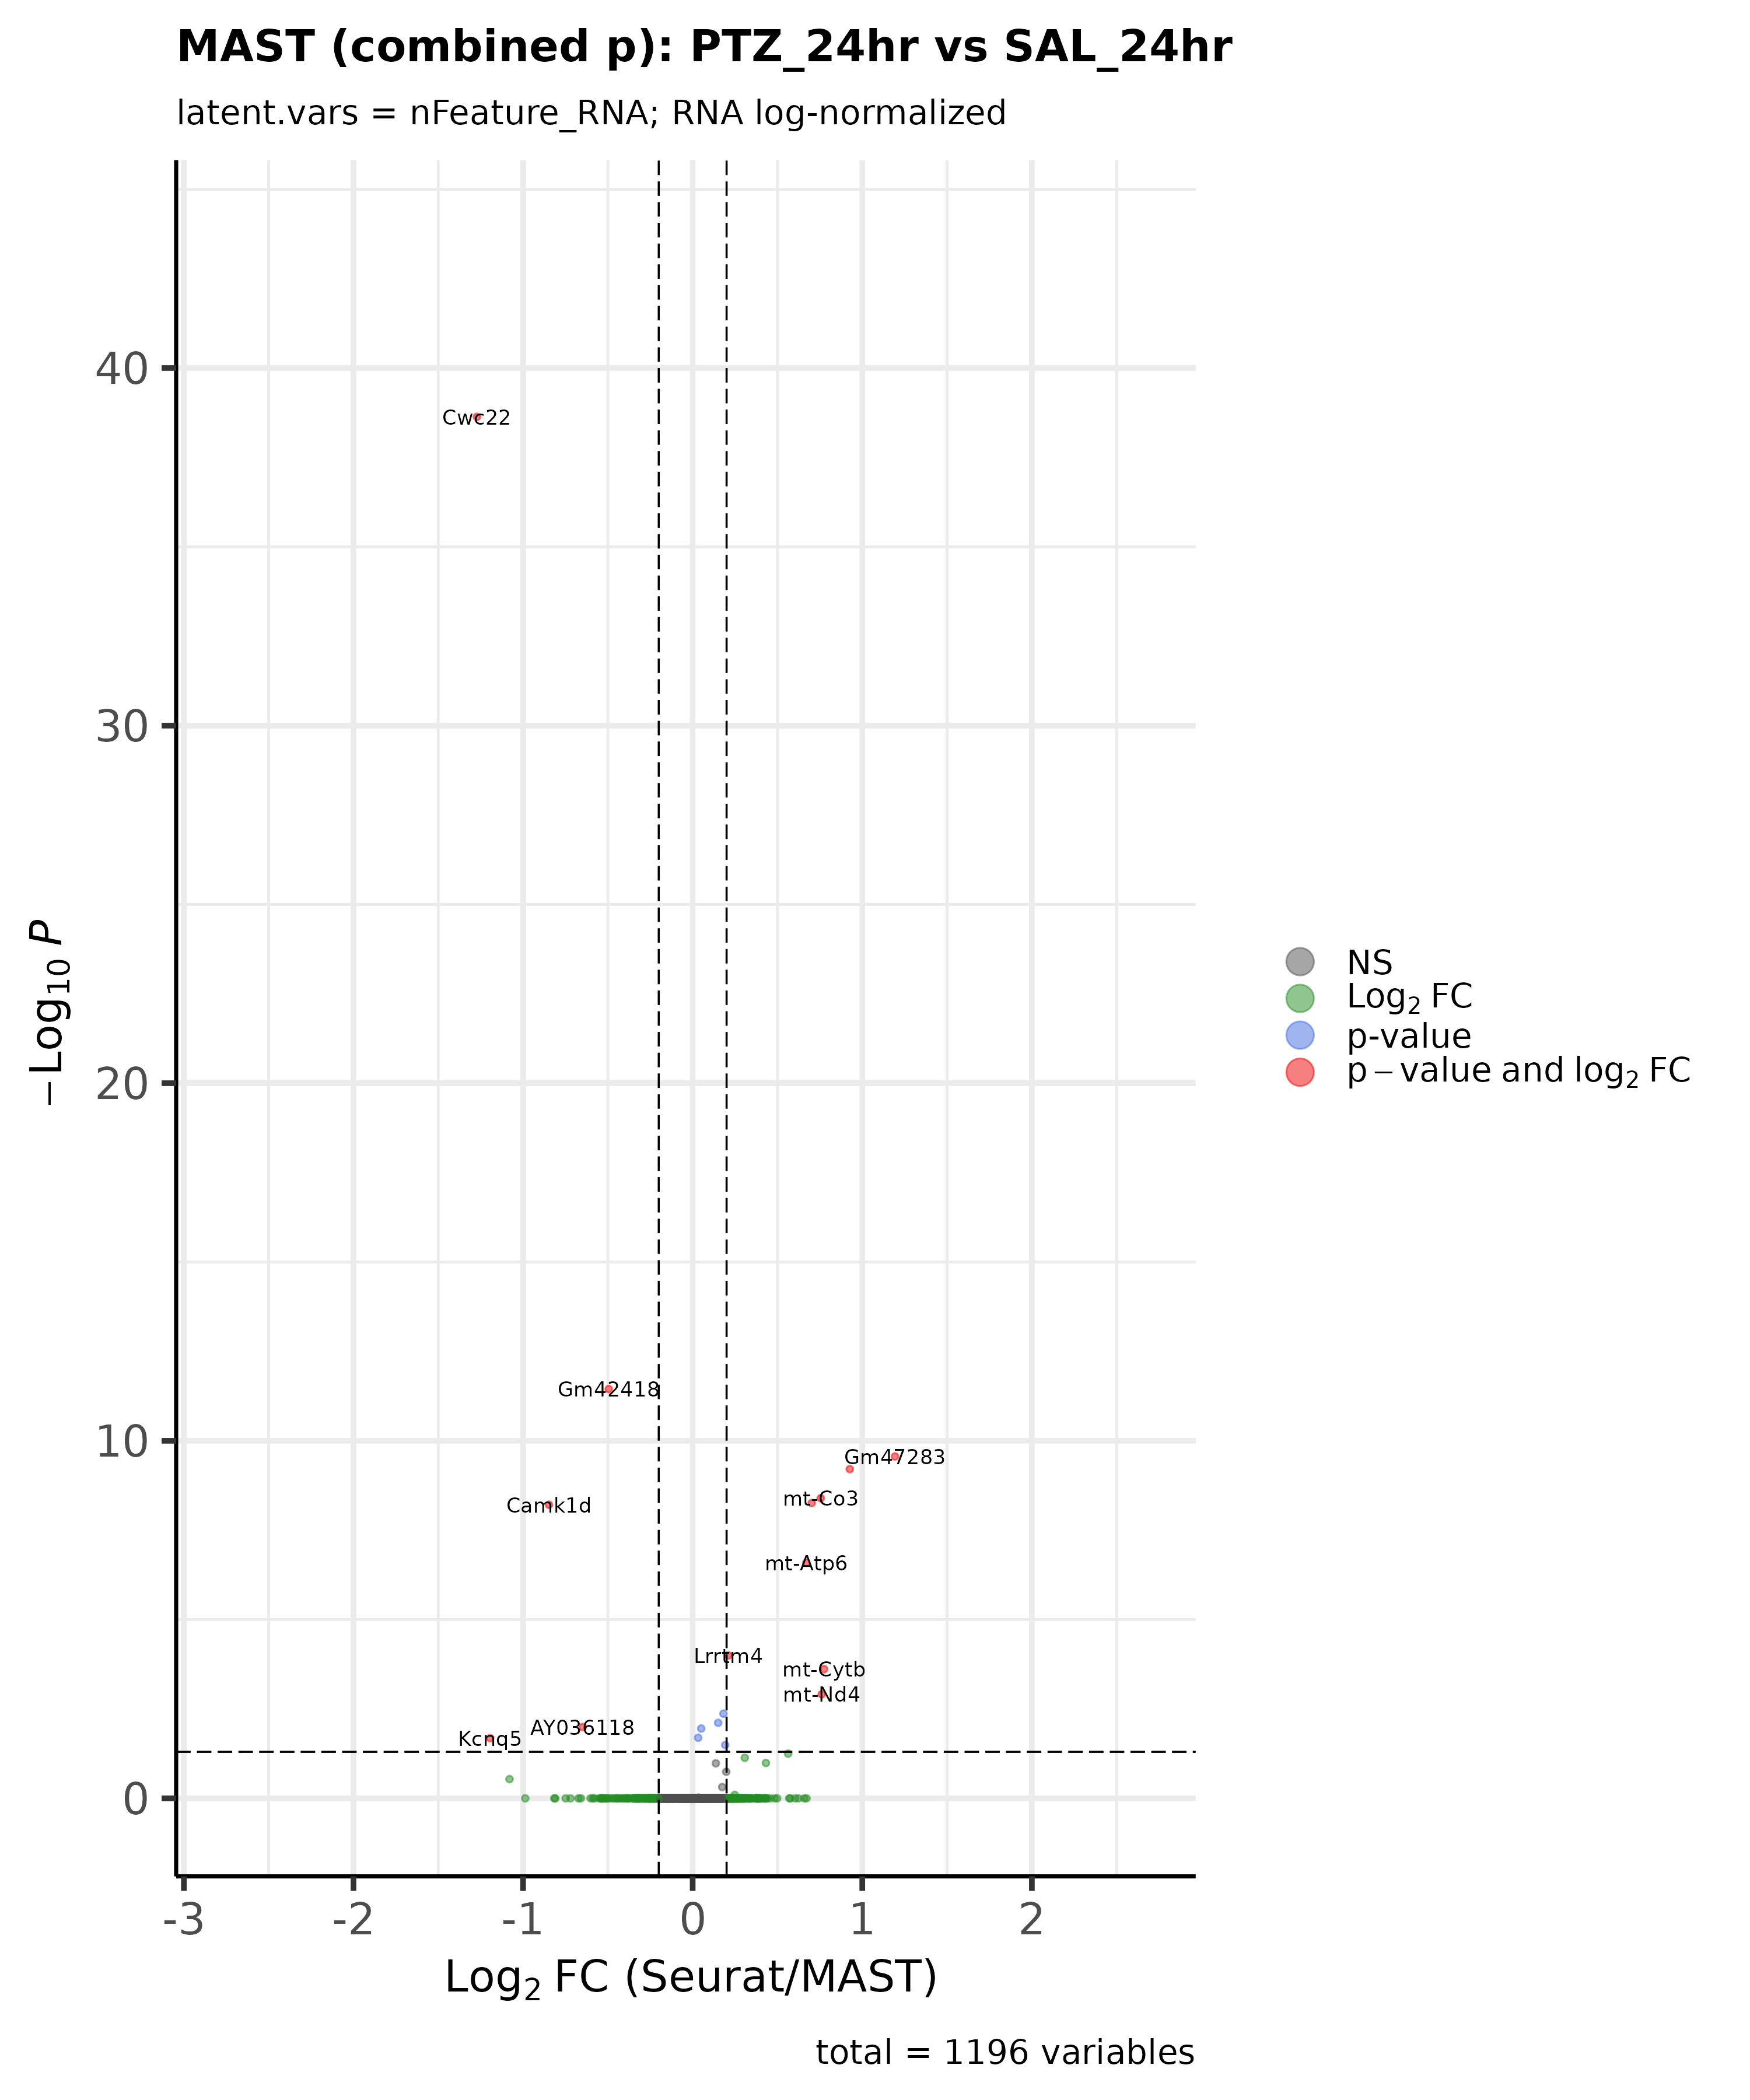 MAST (combined p): PTZ_24hr vs SAL_24hr
latent.vars = nFeature_RNA; RNA log-normalized
−Log₁₀ P
40
30
20
10
0
Cwc22
Gm42418
Gm47283
Camk1d
mt-Co3
mt-Atp6
Lrrtm4
mt-Cytb
mt-Nd4
AY036118
Kcnq5
NS
Log₂ FC
p-value
p − value and log₂ FC
-3 -2 -1 0 1 2
Log₂ FC (Seurat/MAST)
total = 1196 variables